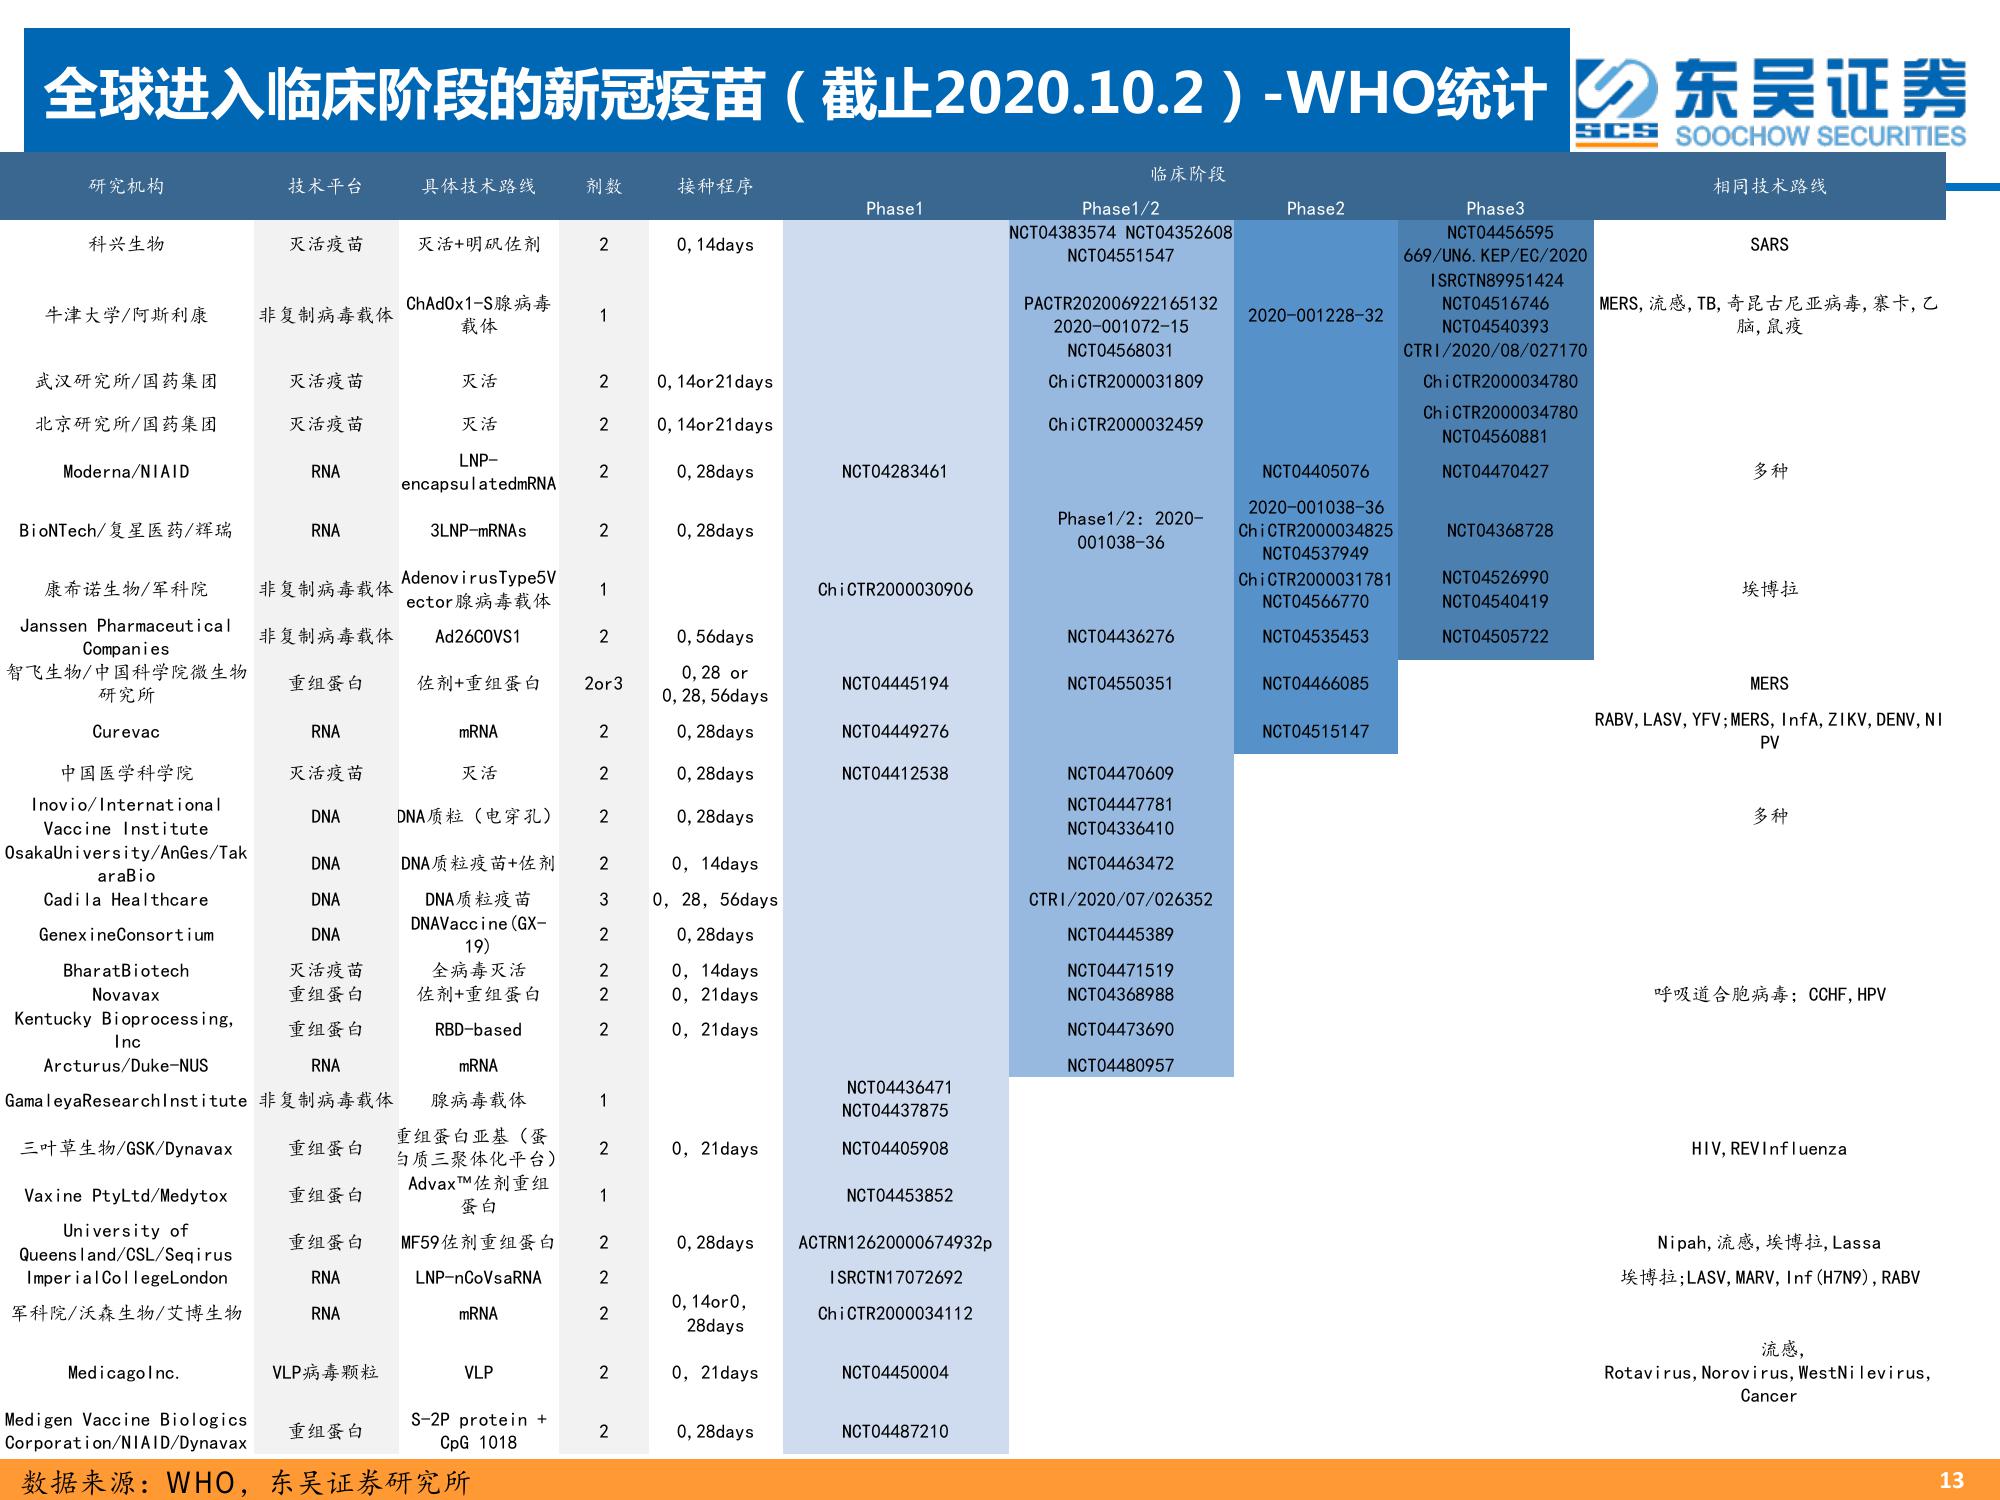 全球进入临床阶段的新冠疫苗（截止2020.10.2）-WHO统计
SCS
东吴证券
SOOCHOW SECURITIES
研究机构 技术平台 具体技术路线 剂数 接种程序 临床阶段 相同技术路线
Phase1 Phase1/2 Phase2 Phase3
科兴生物 灭活疫苗 灭活+明矾佐剂 2 0,14days NCT04383574 NCT04352608 NCT04551547 NCT04456595 669/UN6.KEP/EC/2020 SARS
牛津大学/阿斯利康 非复制病毒载体 ChAdOx1-S腺病毒载体 1 PACTR202006922165132 2020-001072-15 NCT04568031 2020-001228-32 ISRCTN89951424 NCT04516746 NCT04540393 CTRI/2020/08/027170 MERS,流感,TB,奇昆古尼亚病毒,寨卡,乙脑,鼠疫
武汉研究所/国药集团 灭活疫苗 灭活 2 0,14or21days ChiCTR2000031809 ChiCTR2000034780
北京研究所/国药集团 灭活疫苗 灭活 2 0,14or21days ChiCTR2000032459 ChiCTR2000034780 NCT04560881
Moderna/NIAID RNA LNP-encapsulatedmRNA 2 0,28days NCT04283461 NCT04405076 NCT04470427 多种
BioNTech/复星医药/辉瑞 RNA 3LNP-mRNAs 2 0,28days Phase1/2: 2020-001038-36 2020-001038-36 ChiCTR2000034825 NCT04537949 NCT04368728
康希诺生物/军科院 非复制病毒载体 AdenovirusType5Vector腺病毒载体 1 ChiCTR2000030906 ChiCTR2000031781 NCT04566770 NCT04526990 NCT04540419 埃博拉
Janssen Pharmaceutical Companies 非复制病毒载体 Ad26COVS1 2 0,56days NCT04436276 NCT04535453 NCT04505722
智飞生物/中国科学院微生物研究所 重组蛋白 佐剂+重组蛋白 2or3 0,28 or 0,28,56days NCT04445194 NCT04550351 NCT04466085 MERS
Curevac RNA mRNA 2 0,28days NCT04449276 NCT04515147 RABV,LASV,YFV;MERS,InfA,ZIKV,DENV,NIPV
中国医学科学院 灭活疫苗 灭活 2 0,28days NCT04412538 NCT04470609
Inovio/International Vaccine Institute DNA DNA质粒（电穿孔） 2 0,28days NCT04447781 NCT04336410 多种
OsakaUniversity/AnGes/TakaraBio DNA DNA质粒疫苗+佐剂 2 0, 14days NCT04463472
Cadila Healthcare DNA DNA质粒疫苗 3 0, 28, 56days CTRI/2020/07/026352
GenexineConsortium DNA DNAVaccine(GX-19) 2 0,28days NCT04445389
BharatBiotech 灭活疫苗 全病毒灭活 2 0, 14days NCT04471519
Novavax 重组蛋白 佐剂+重组蛋白 2 0, 21days NCT04368988 呼吸道合胞病毒; CCHF,HPV
Kentucky Bioprocessing, Inc 重组蛋白 RBD-based 2 0, 21days NCT04473690
Arcturus/Duke-NUS RNA mRNA NCT04480957
GamaleyaResearchInstitute 非复制病毒载体 腺病毒载体 1 NCT04436471 NCT04437875
三叶草生物/GSK/Dynavax 重组蛋白 重组蛋白亚基（蛋白质三聚体化平台） 2 0, 21days NCT04405908 HIV,REVInfluenza
Vaxine PtyLtd/Medytox 重组蛋白 Advax™佐剂重组蛋白 1 NCT04453852
University of Queensland/CSL/Seqirus 重组蛋白 MF59佐剂重组蛋白 2 0,28days ACTRN12620000674932p Nipah,流感,埃博拉,Lassa
ImperialCollegeLondon RNA LNP-nCoVsaRNA 2 ISRCTN17072692 埃博拉;LASV,MARV,Inf(H7N9),RABV
军科院/沃森生物/艾博生物 RNA mRNA 2 0,14or0, 28days ChiCTR2000034112
MedicagoInc. VLP病毒颗粒 VLP 2 0, 21days NCT04450004 流感, Rotavirus,Norovirus,WestNilevirus, Cancer
Medigen Vaccine Biologics Corporation/NIAID/Dynavax 重组蛋白 S-2P protein + CpG 1018 2 0,28days NCT04487210
数据来源：WHO，东吴证券研究所
13